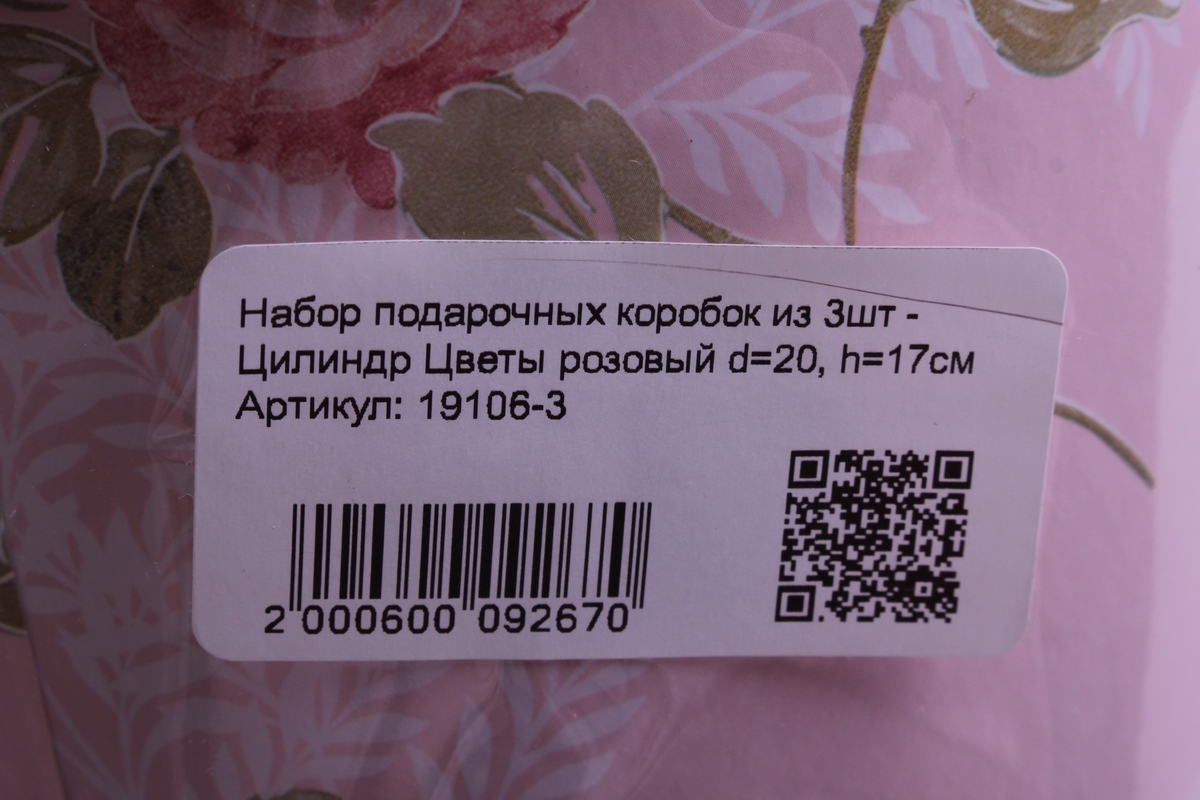 Набор подарочных коробок из 3шт -
Цилиндр Цветы розовый d=20, h=17см
Артикул: 19106-3
2 000600 092670